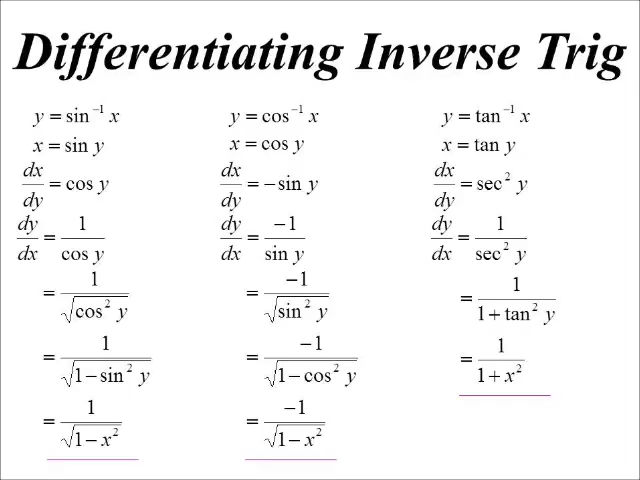 Differentiating Inverse Trig
y = sin⁻¹ x
x = sin y
dx/dy = cos y
dy/dx = 1/cos y
= 1/√(cos² y)
= 1/√(1 − sin² y)
= 1/√(1 − x²)
y = cos⁻¹ x
x = cos y
dx/dy = −sin y
dy/dx = −1/sin y
= −1/√(sin² y)
= −1/√(1 − cos² y)
= −1/√(1 − x²)
y = tan⁻¹ x
x = tan y
dx/dy = sec² y
dy/dx = 1/sec² y
= 1/(1 + tan² y)
= 1/(1 + x²)